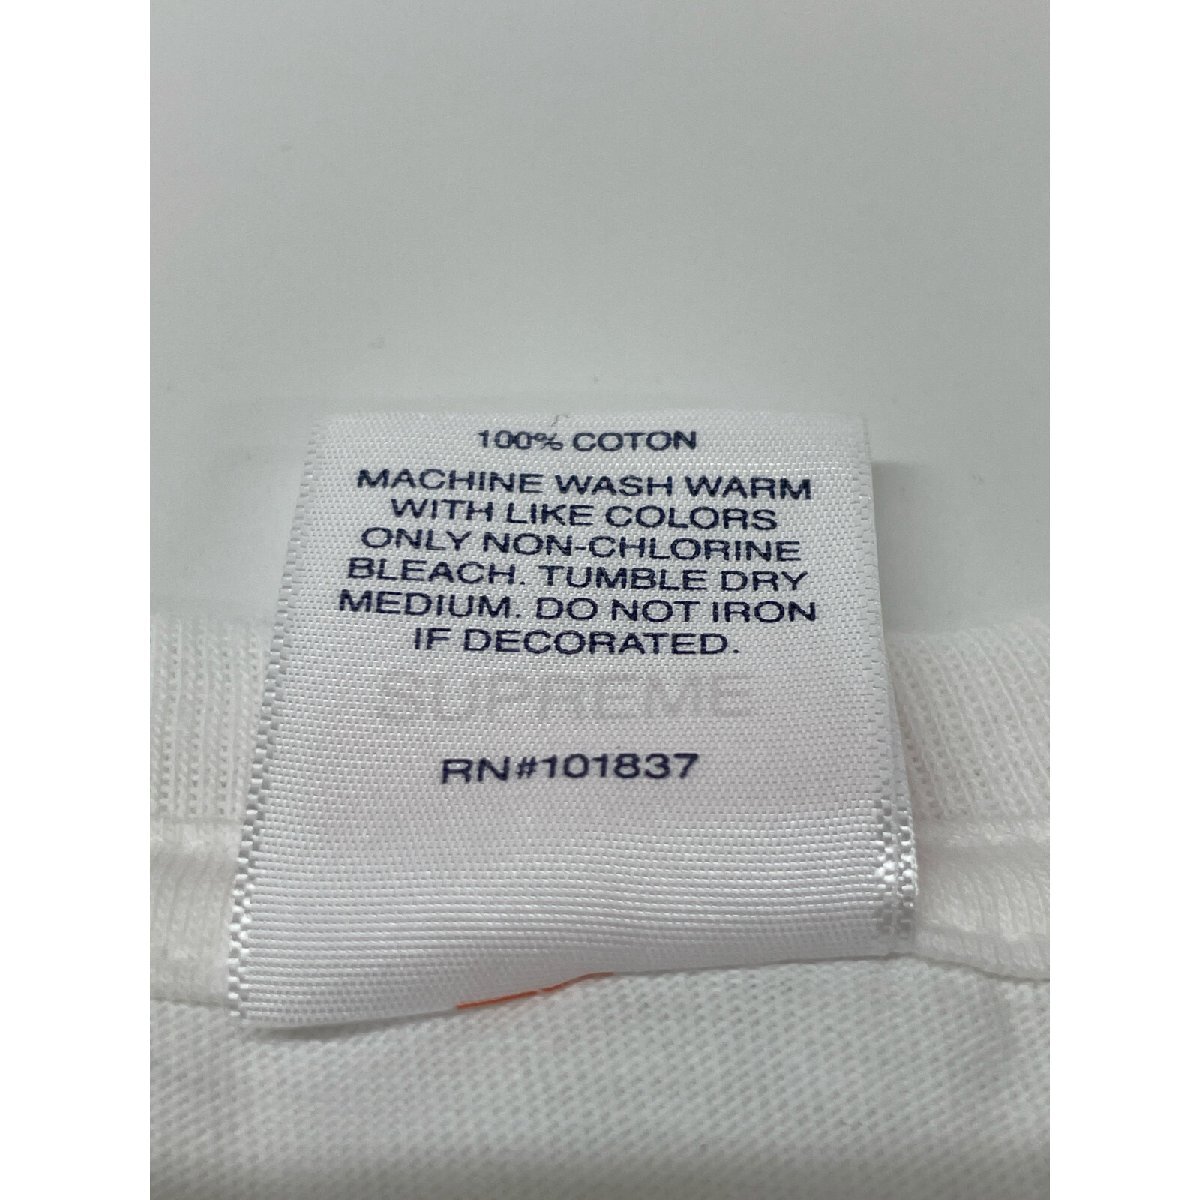 100% COTON
MACHINE WASH WARM
WITH LIKE COLORS
ONLY NON-CHLORINE
BLEACH. TUMBLE DRY
MEDIUM. DO NOT IRON
IF DECORATED.
SUPREME
RN#101837